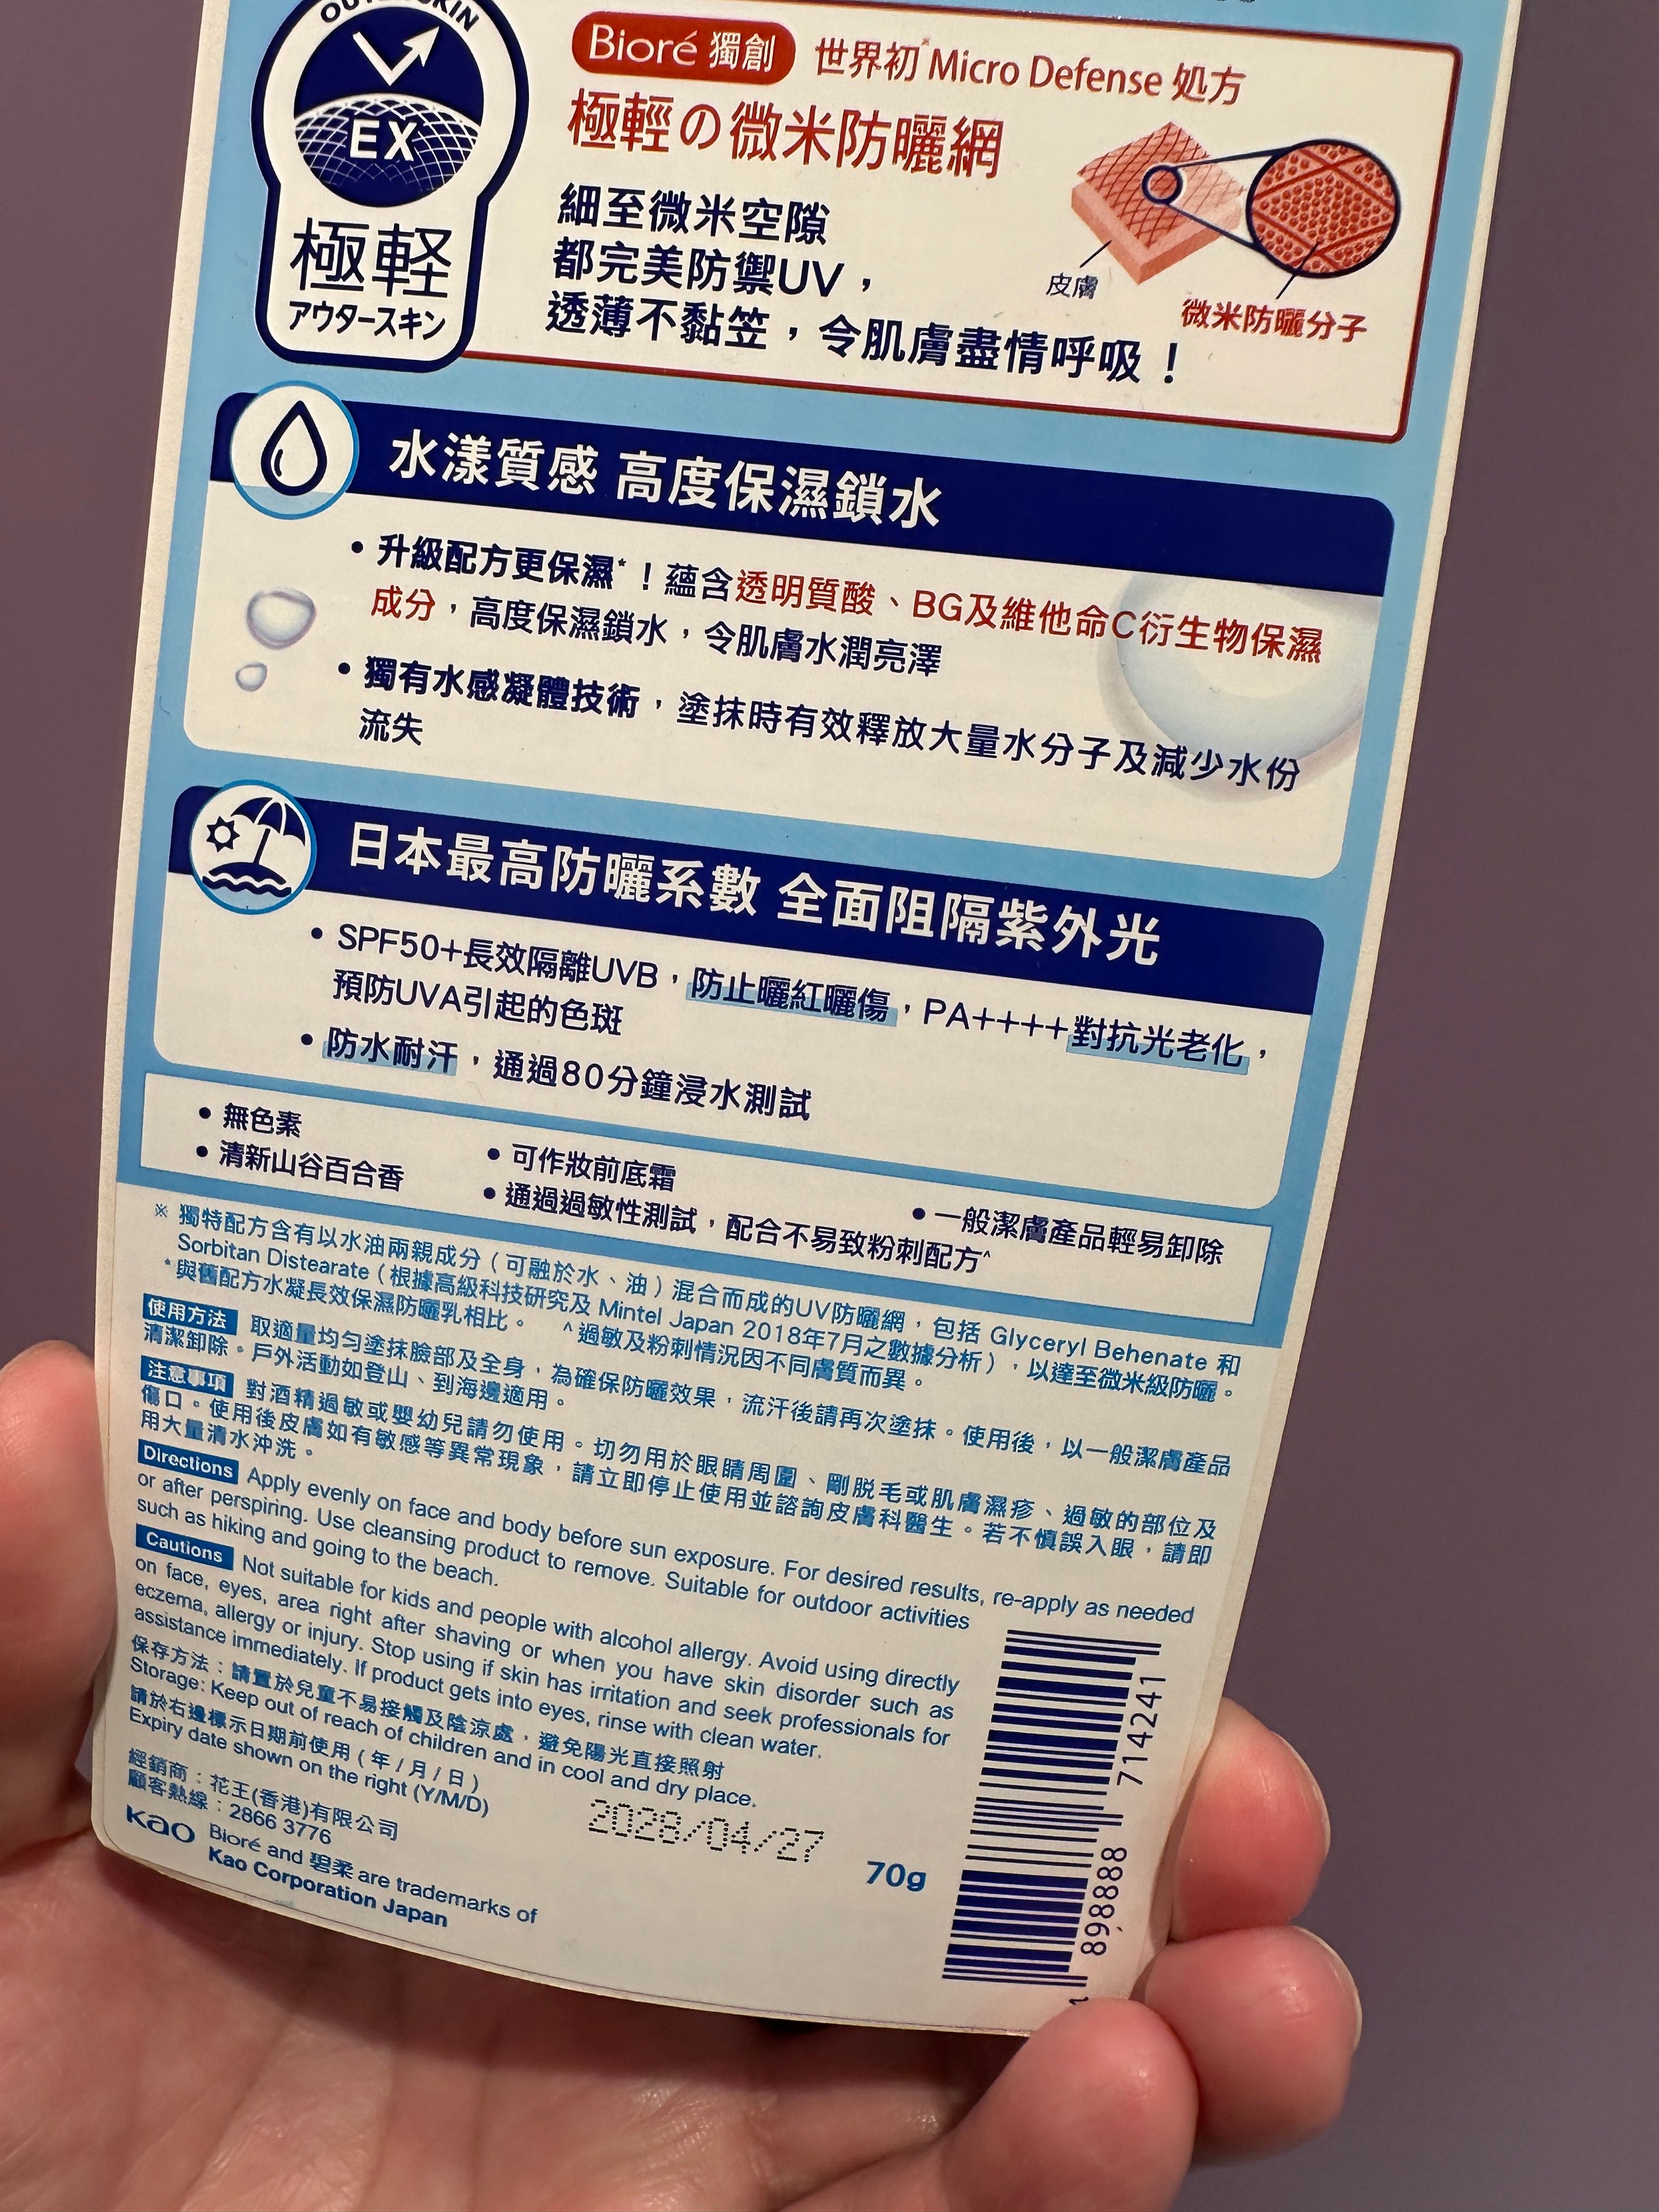 OUTER SKIN
EX
極軽
アウタースキン
Bioré 獨創 世界初* Micro Defense 処方
極輕の微米防曬網
細至微米空隙
都完美防禦UV，
透薄不黏笠，令肌膚盡情呼吸！
皮膚
微米防曬分子
水漾質感 高度保濕鎖水
• 升級配方更保濕*！蘊含透明質酸、BG及維他命C衍生物保濕
成分，高度保濕鎖水，令肌膚水潤亮澤
• 獨有水感凝體技術，塗抹時有效釋放大量水分子及減少水份
流失
日本最高防曬系數 全面阻隔紫外光
• SPF50+長效隔離UVB，防止曬紅曬傷，PA++++對抗光老化，
預防UVA引起的色斑
• 防水耐汗，通過80分鐘浸水測試
• 無色素
• 清新山谷百合香
• 可作妝前底霜
• 通過過敏性測試，配合不易致粉刺配方^
• 一般潔膚產品輕易卸除
※ 獨特配方含有以水油兩親成分（可融於水、油）混合而成的UV防曬網，包括 Glyceryl Behenate 和
Sorbitan Distearate（根據高級科技研究及 Mintel Japan 2018年7月之數據分析），以達至微米級防曬。
*與舊配方水凝長效保濕防曬乳相比。 ^過敏及粉刺情況因不同膚質而異。
使用方法 取適量均勻塗抹臉部及全身，為確保防曬效果，流汗後請再次塗抹。使用後，以一般潔膚產品
清潔卸除。戶外活動如登山、到海邊適用。
注意事項 對酒精過敏或嬰幼兒請勿使用。切勿用於眼睛周圍、剛脫毛或肌膚濕疹、過敏的部位及
傷口。使用後皮膚如有敏感等異常現象，請立即停止使用並諮詢皮膚科醫生。若不慎誤入眼，請即
用大量清水沖洗。
Directions Apply evenly on face and body before sun exposure. For desired results, re-apply as needed
or after perspiring. Use cleansing product to remove. Suitable for outdoor activities
such as hiking and going to the beach.
Cautions Not suitable for kids and people with alcohol allergy. Avoid using directly
on face, eyes, area right after shaving or when you have skin disorder such as
eczema, allergy or injury. Stop using if skin has irritation and seek professionals for
assistance immediately. If product gets into eyes, rinse with clean water.
保存方法：請置於兒童不易接觸及陰涼處，避免陽光直接照射
Storage: Keep out of reach of children and in cool and dry place.
請於右邊標示日期前使用 (年 / 月 / 日)
Expiry date shown on the right (Y/M/D)
2028/04/27
經銷商：花王(香港)有限公司
顧客熱線：2866 3776
Kao Bioré and 碧柔 are trademarks of
Kao Corporation Japan
70g
898888 714241